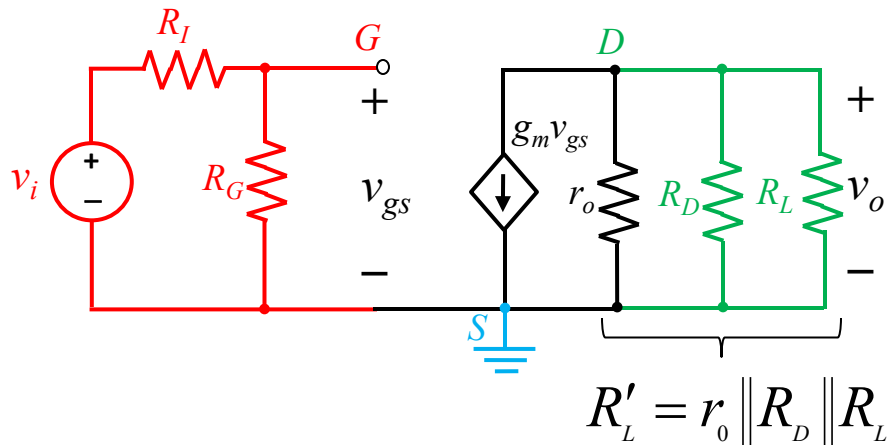 R_I
G
D
+
+
g_m v_gs
+
−
v_i
R_G
v_gs
r_o
R_D
R_L
v_o
−
−
S
R'_L = r_0 ‖ R_D ‖ R_L